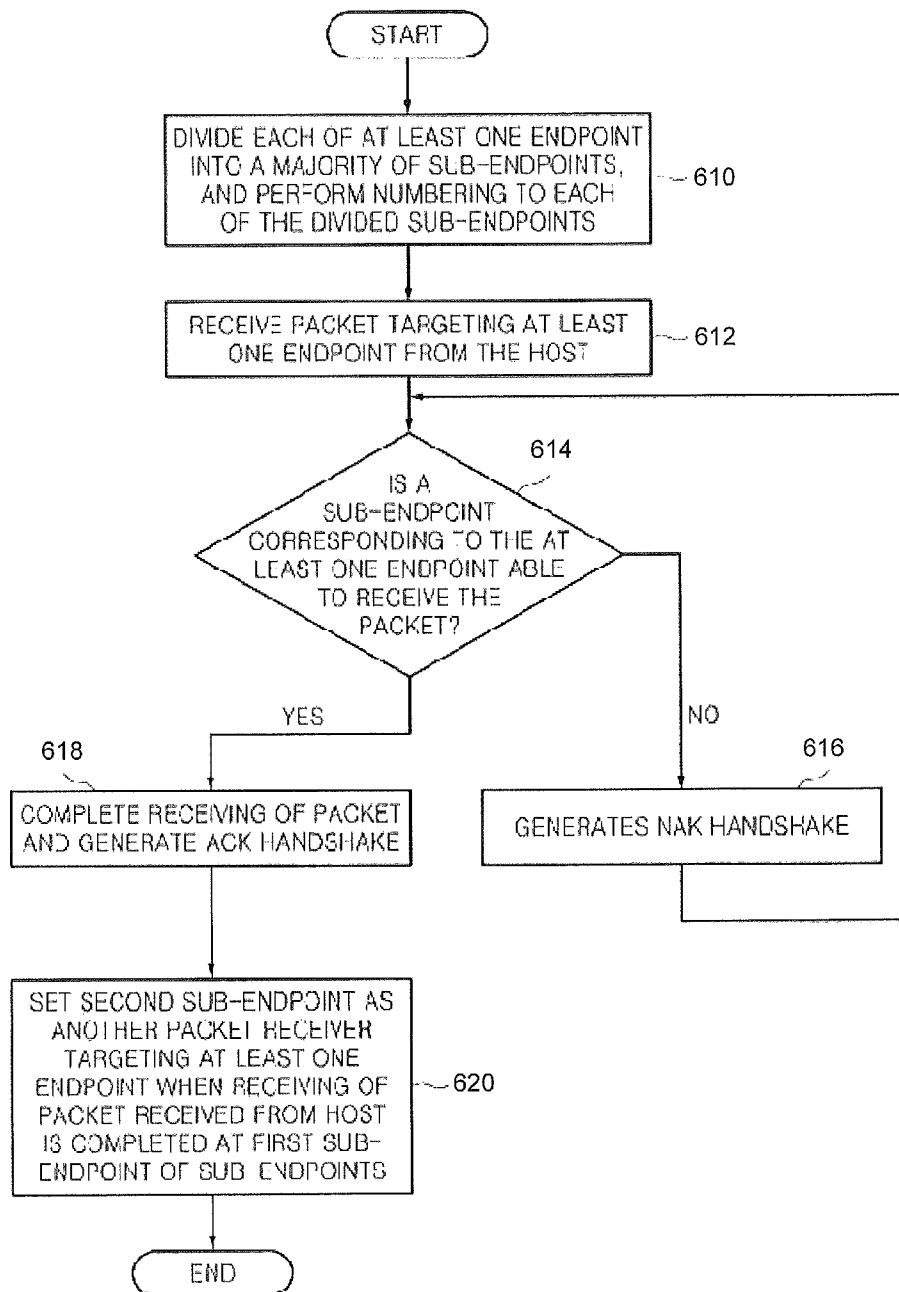 START
DIVIDE EACH OF AT LEAST ONE ENDPOINT
INTO A MAJORITY OF SUB-ENDPOINTS,
AND PERFORM NUMBERING TO EACH
OF THE DIVIDED SUB-ENDPOINTS
610
RECEIVE PACKET TARGETING AT LEAST
ONE ENDPOINT FROM THE HOST
612
614
IS A
SUB-ENDPOINT
CORRESPONDING TO THE AT
LEAST ONE ENDPOINT ABLE
TO RECEIVE THE
PACKET?
YES
NO
618
COMPLETE RECEIVING OF PACKET
AND GENERATE ACK HANDSHAKE
616
GENERATES NAK HANDSHAKE
SET SECOND SUB-ENDPOINT AS
ANOTHER PACKET RECEIVER
TARGETING AT LEAST ONE
ENDPOINT WHEN RECEIVING OF
PACKET RECEIVED FROM HOST
IS COMPLETED AT FIRST SUB-
ENDPOINT OF SUB ENDPOINTS
620
END